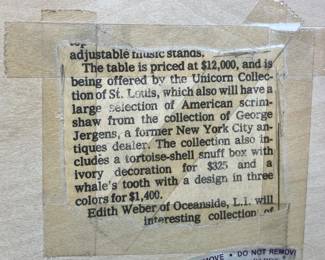 adjustable music stands.
The table is priced at $12,000, and is
being offered by the Unicorn Collec-
tion of St. Louis, which also will have a
large selection of American scrim-
shaw from the collection of George
Jergens, a former New York City an-
tiques dealer. The collection also in-
cludes a tortoise-shell snuff box with
ivory decoration for $325 and a
whale's tooth with a design in three
colors for $1,400.
Edith Weber of Oceanside, L.I. will
interesting collection of
MOVE • DO NOT REMOV